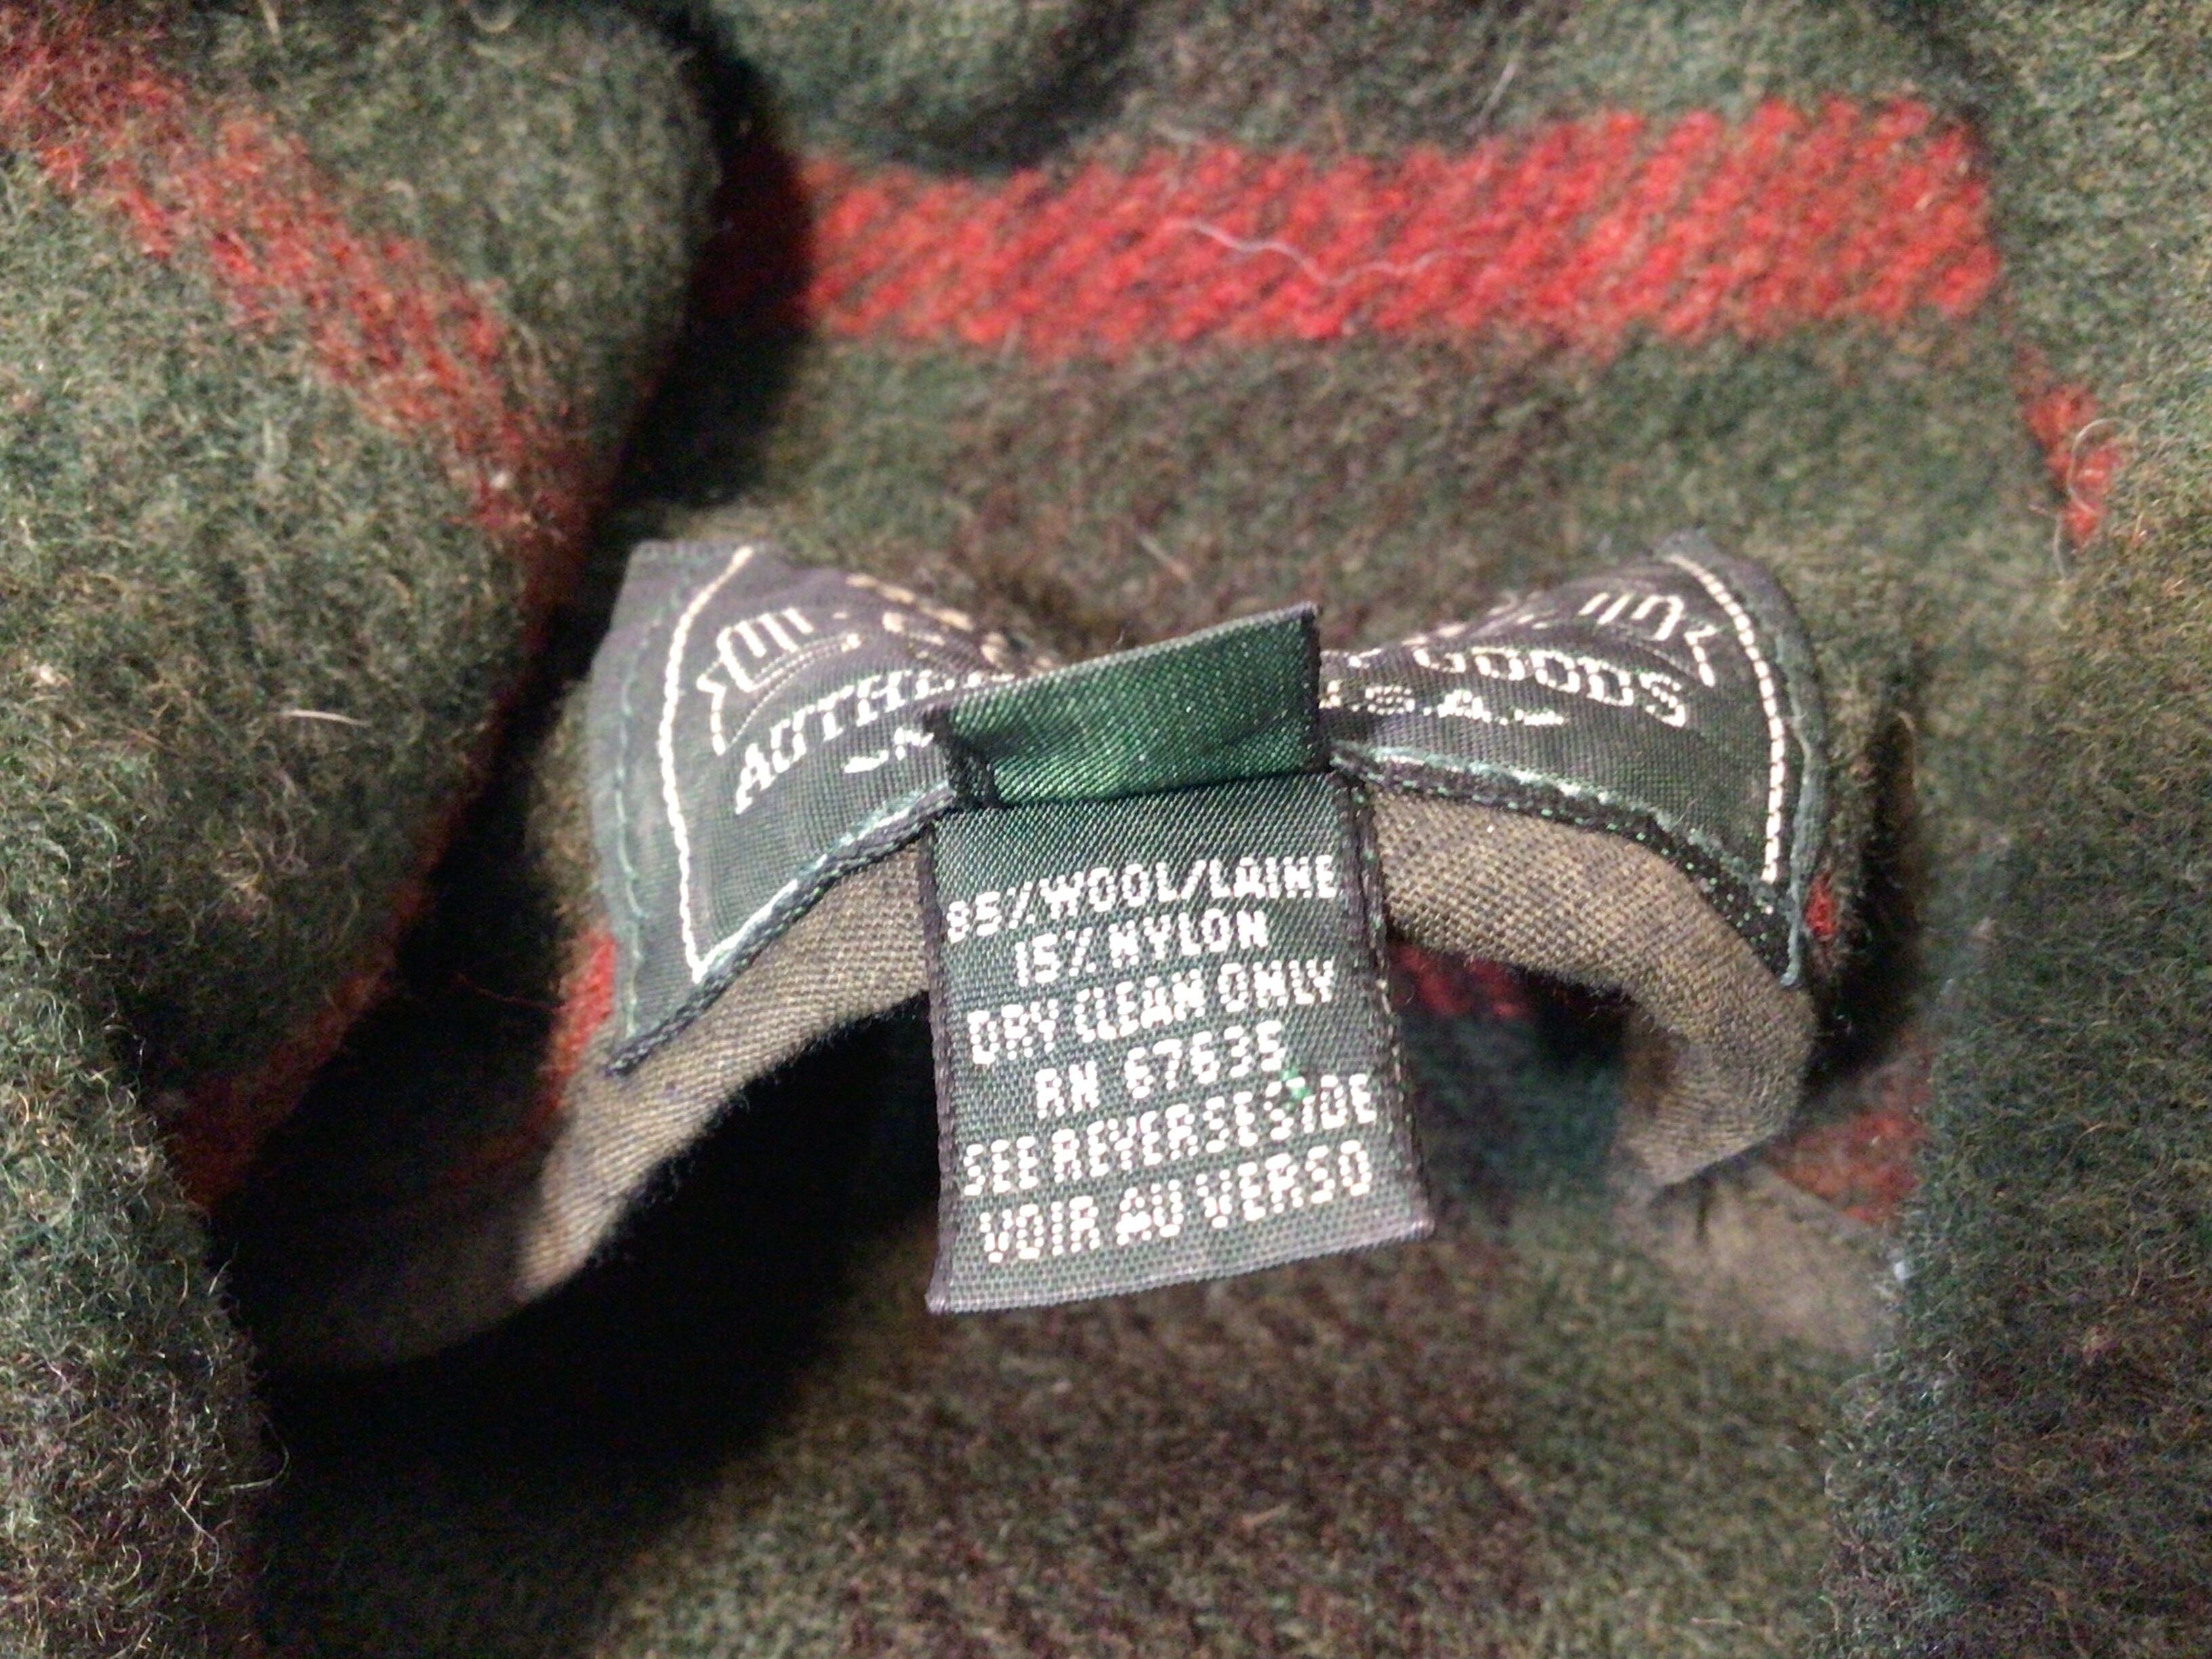 GOODS
U.S.A.
85% WOOL/LAINE
15% NYLON
DRY CLEAN ONLY
RN 67635
SEE REVERSE SIDE
VOIR AU VERSO